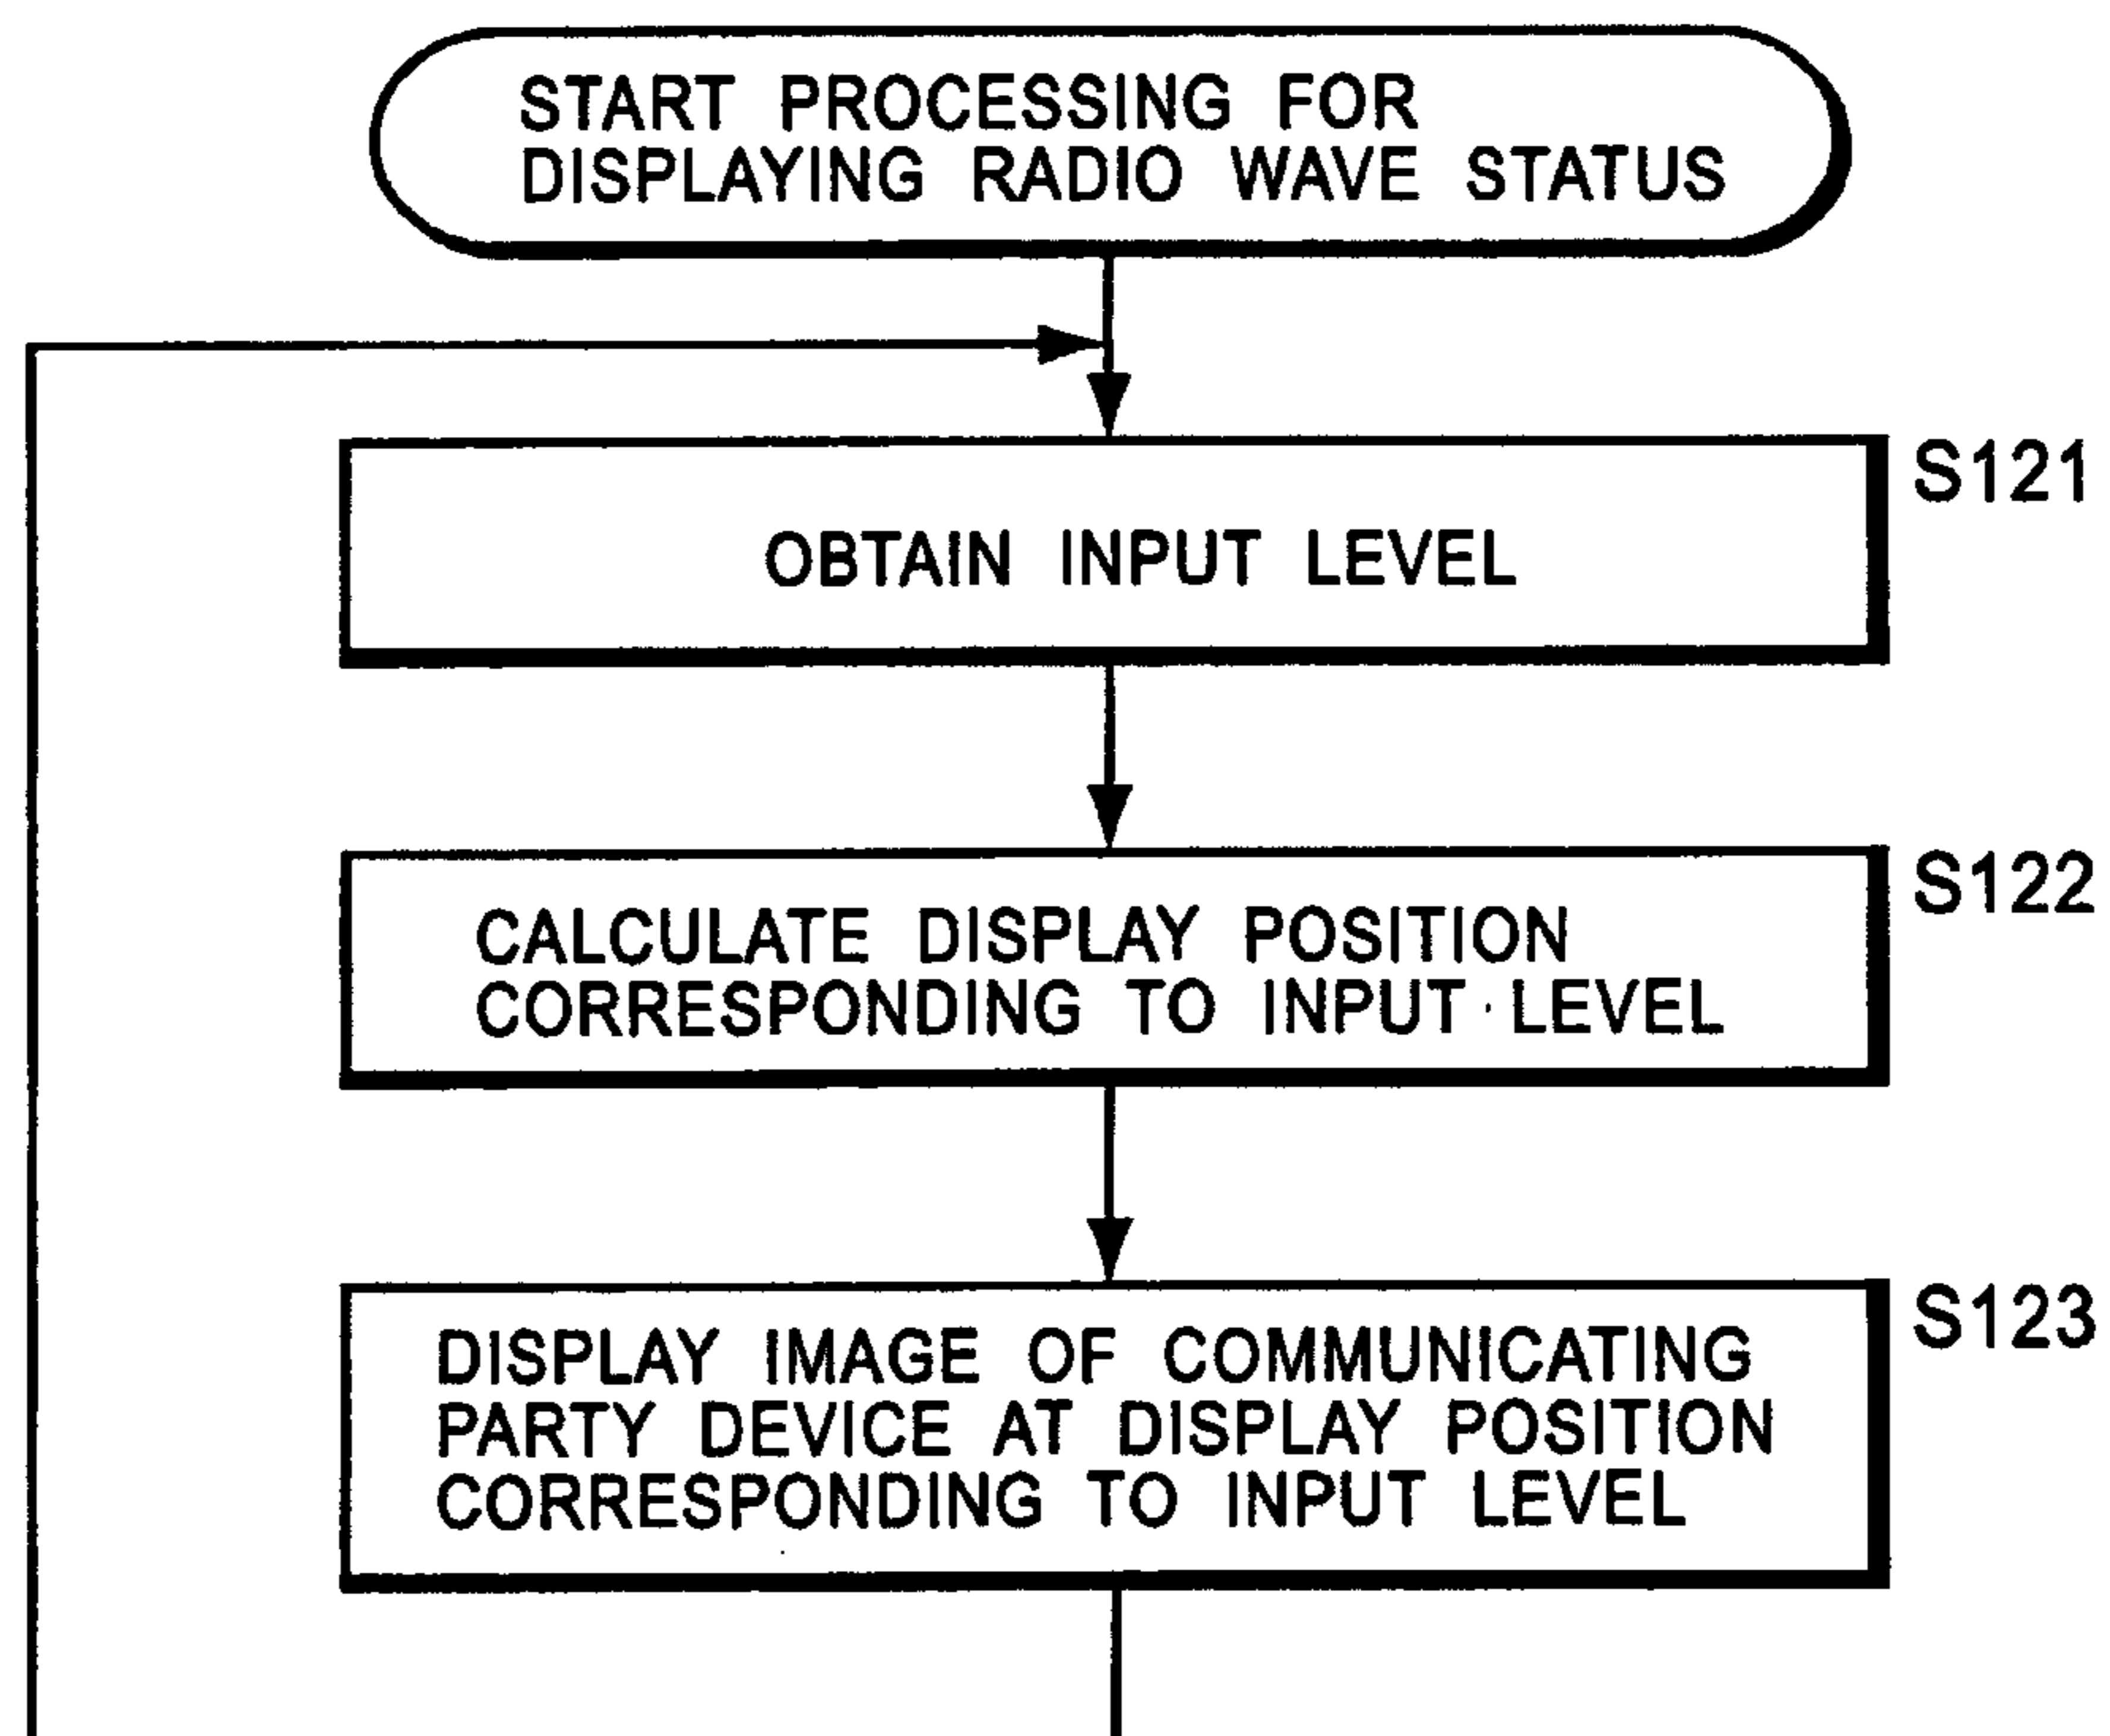 START PROCESSING FOR
DISPLAYING RADIO WAVE STATUS
S121
OBTAIN INPUT LEVEL
S122
CALCULATE DISPLAY POSITION
CORRESPONDING TO INPUT LEVEL
S123
DISPLAY IMAGE OF COMMUNICATING
PARTY DEVICE AT DISPLAY POSITION
CORRESPONDING TO INPUT LEVEL